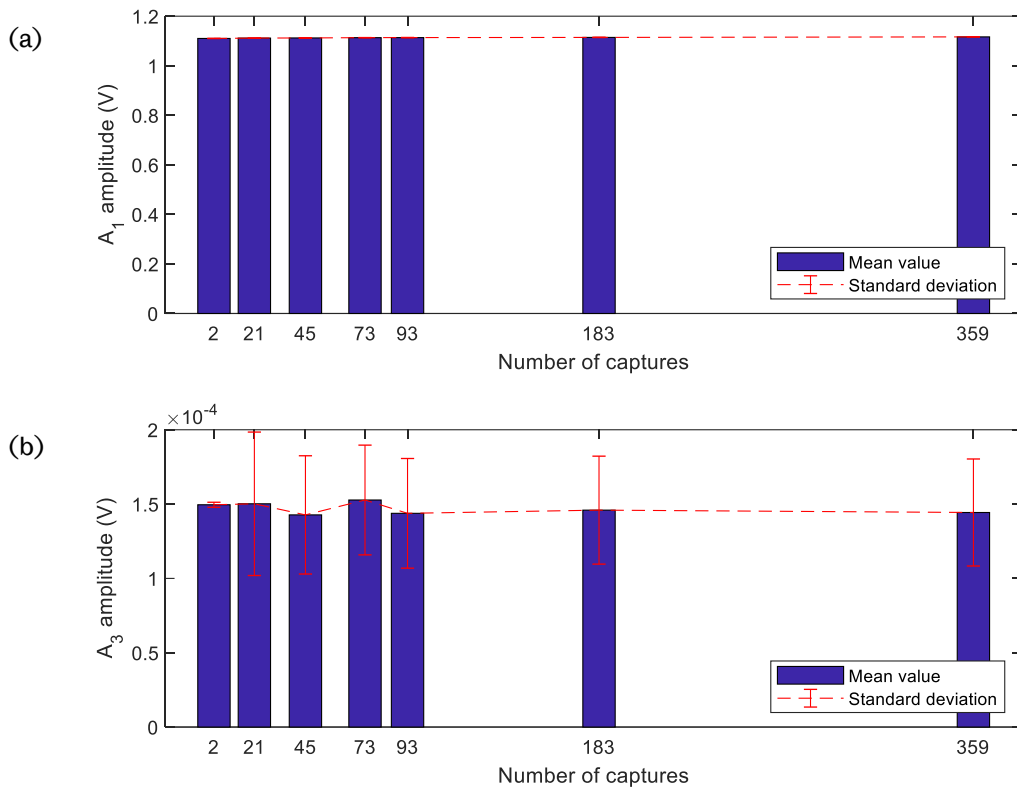 (a)
A1 amplitude (V)
1.2
1
0.8
0.6
0.4
0.2
0
2 21 45 73 93 183 359
Number of captures
Mean value
Standard deviation
(b)
A3 amplitude (V)
×10-4
2
1.5
1
0.5
0
2 21 45 73 93 183 359
Number of captures
Mean value
Standard deviation